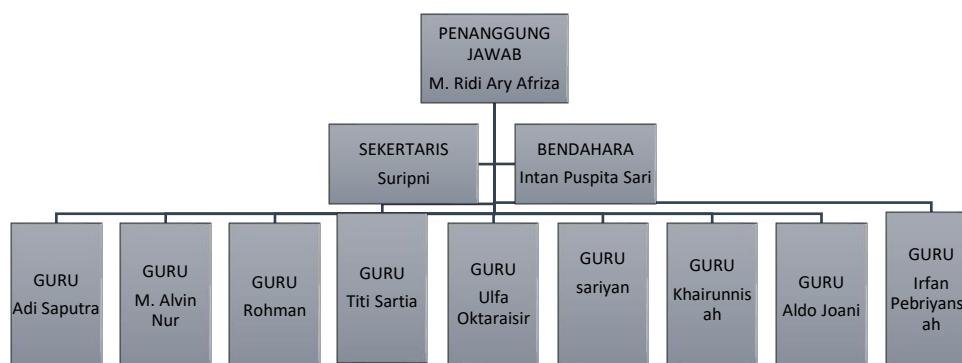 PENANGGUNG
JAWAB
M. Ridi Ary Afriza
SEKERTARIS
Suripni
BENDAHARA
Intan Puspita Sari
GURU
Adi Saputra
GURU
M. Alvin
Nur
GURU
Rohman
GURU
Titi Sartia
GURU
Ulfa
Oktaraisir
GURU
sariyan
GURU
Khairunnis
ah
GURU
Aldo Joani
GURU
Irfan
Pebriyans
ah